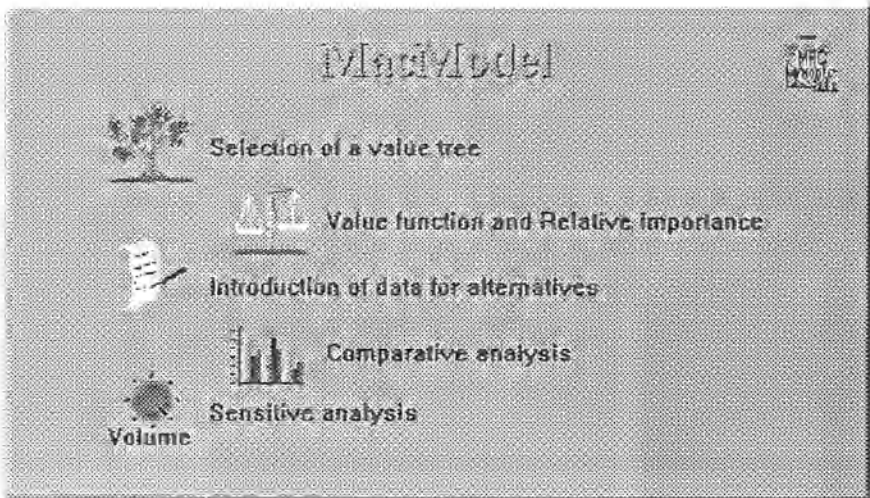 MacModel
Selection of a value tree
Value function and Relative importance
Introduction of data for alternatives
Comparative analysis
Sensitive analysis
Volume